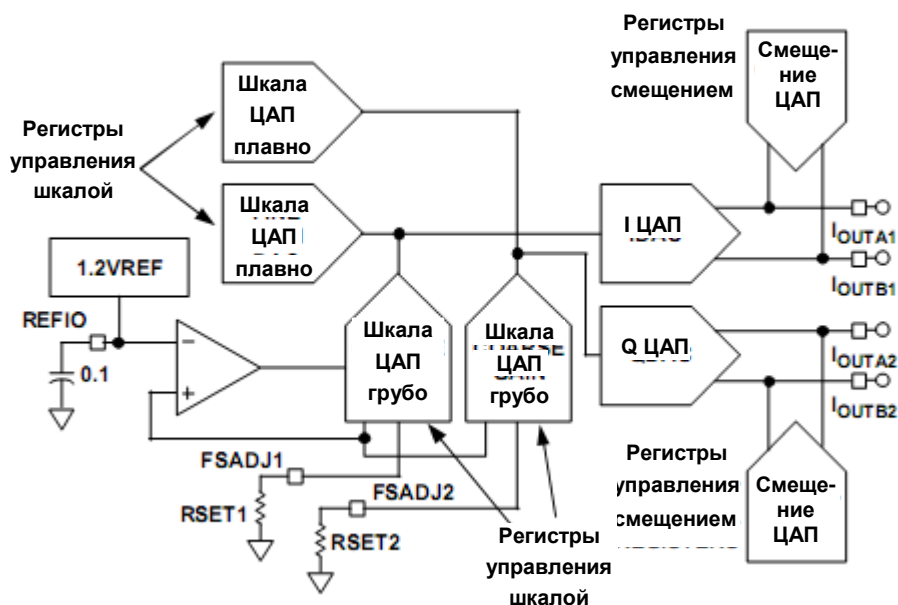 Регистры
управления
смещением
Смеще-
ние
ЦАП
Шкала
ЦАП
плавно
Регистры
управления
шкалой
Шкала
ЦАП
плавно
I ЦАП
IOUTA1
IOUTB1
1.2VREF
REFIO
0.1
−
+
Шкала
ЦАП
грубо
Шкала
ЦАП
грубо
Q ЦАП
IOUTA2
IOUTB2
FSADJ1
RSET1
FSADJ2
RSET2
Регистры
управления
шкалой
Регистры
управления
смещением
Смеще-
ние
ЦАП